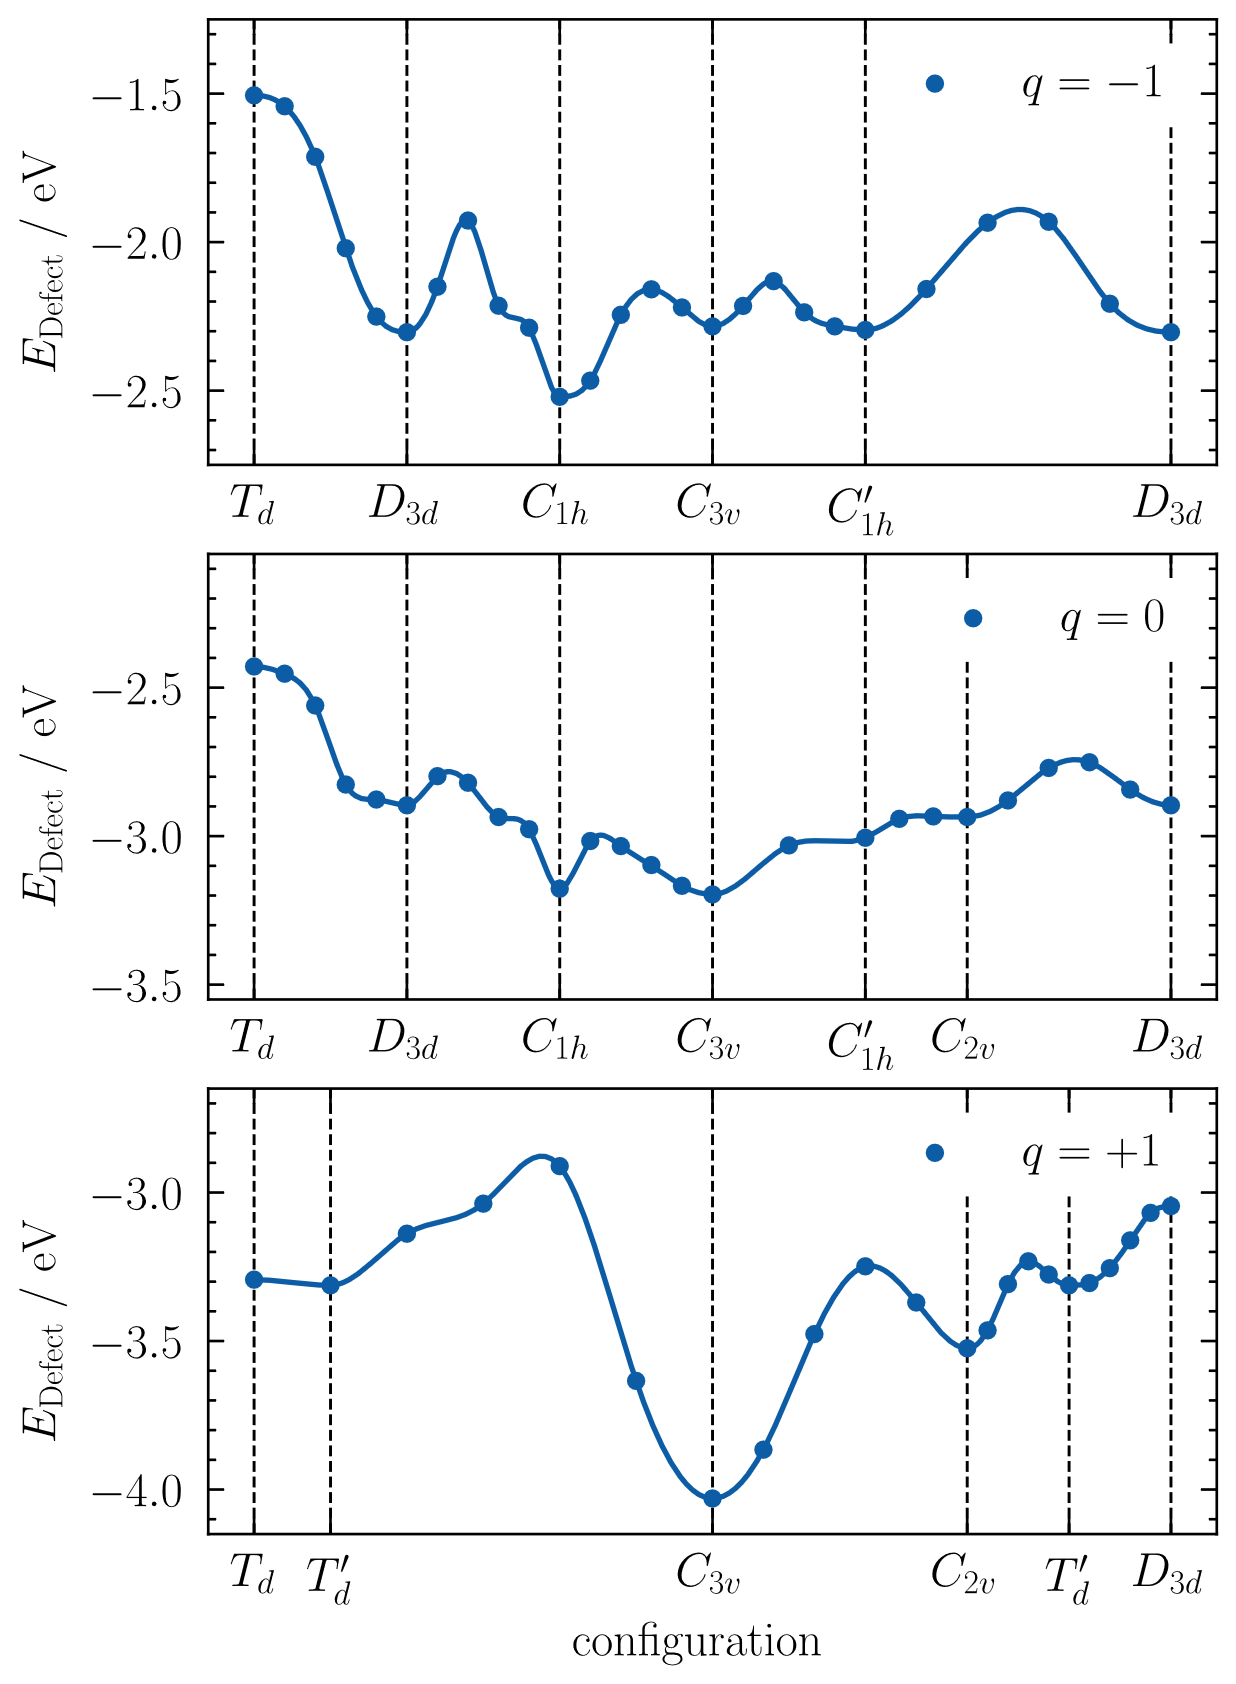 −1.5
−2.0
−2.5
E_Defect / eV
q = −1
T_d D_3d C_1h C_3v C′_1h D_3d
−2.5
−3.0
−3.5
E_Defect / eV
q = 0
T_d D_3d C_1h C_3v C′_1h C_2v D_3d
−3.0
−3.5
−4.0
E_Defect / eV
q = +1
T_d T′_d C_3v C_2v T′_d D_3d
configuration